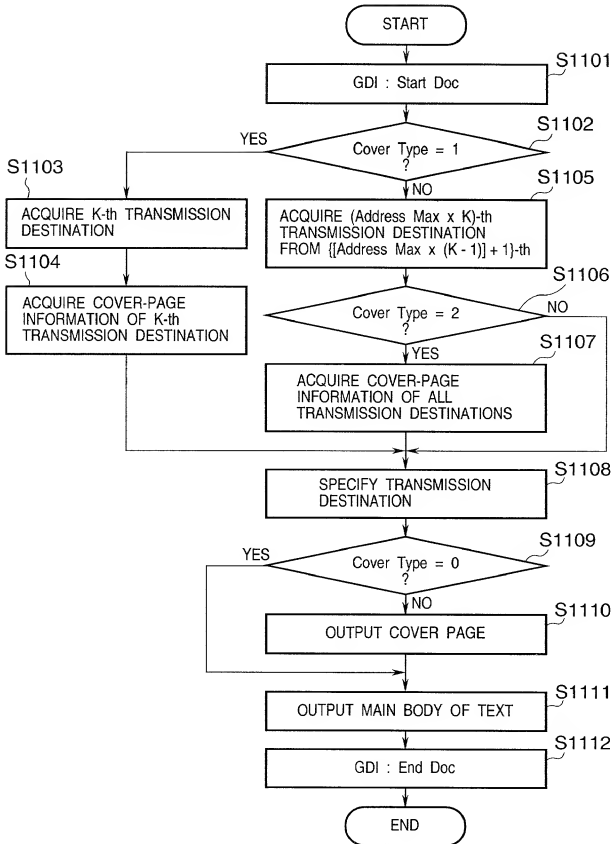 START
S1101
GDI : Start Doc
S1102
YES
Cover Type = 1
?
S1103
NO
S1105
ACQUIRE K-th TRANSMISSION
DESTINATION
ACQUIRE (Address Max x K)-th
TRANSMISSION DESTINATION
FROM {[Address Max x (K - 1)] + 1}-th
S1104
ACQUIRE COVER-PAGE
INFORMATION OF K-th
TRANSMISSION DESTINATION
S1106
NO
Cover Type = 2
?
YES
S1107
ACQUIRE COVER-PAGE
INFORMATION OF ALL
TRANSMISSION DESTINATIONS
S1108
SPECIFY TRANSMISSION
DESTINATION
S1109
YES
Cover Type = 0
?
NO
S1110
OUTPUT COVER PAGE
S1111
OUTPUT MAIN BODY OF TEXT
S1112
GDI : End Doc
END